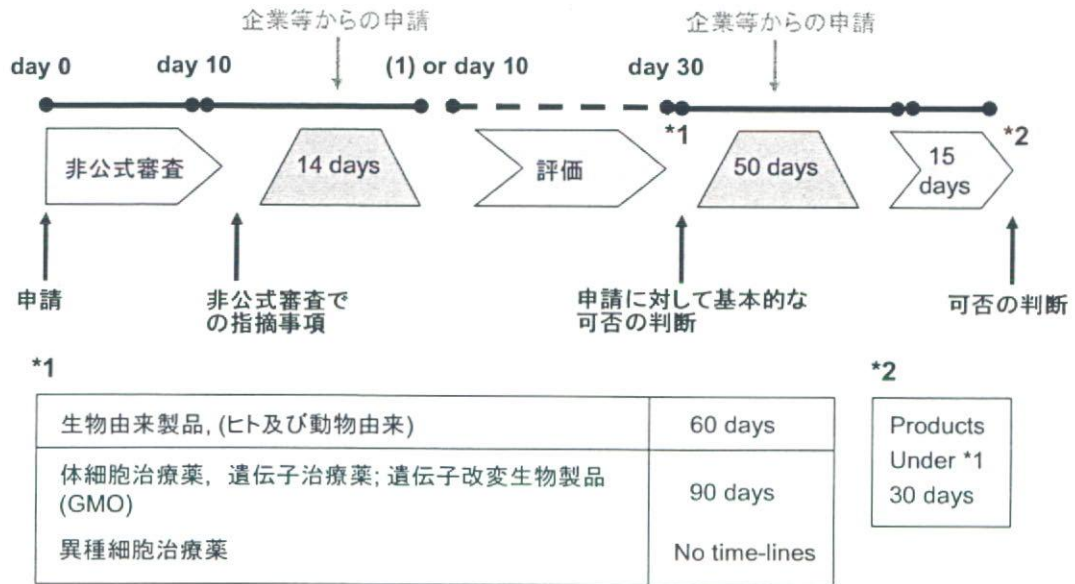 企業等からの申請
企業等からの申請
day 0
day 10
(1) or day 10
day 30
*1
*2
非公式審査
14 days
評価
50 days
15
days
申請
非公式審査で
の指摘事項
申請に対して基本的な
可否の判断
可否の判断
*1
生物由来製品, (ヒト及び動物由来)
60 days
体細胞治療薬, 遺伝子治療薬; 遺伝子改変生物製品
(GMO)
90 days
異種細胞治療薬
No time-lines
*2
Products
Under *1
30 days